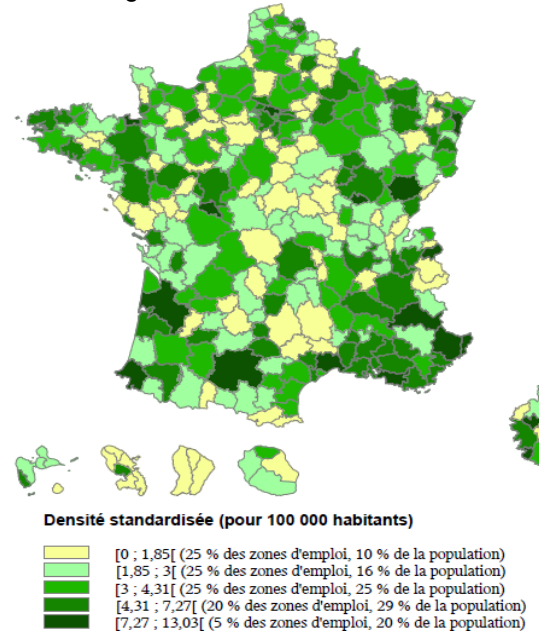 Densité standardisée (pour 100 000 habitants)
[0 ; 1,85[ (25 % des zones d'emploi, 10 % de la population)
[1,85 ; 3[ (25 % des zones d'emploi, 16 % de la population)
[3 ; 4,31[ (25 % des zones d'emploi, 25 % de la population)
[4,31 ; 7,27[ (20 % des zones d'emploi, 29 % de la population)
[7,27 ; 13,03[ (5 % des zones d'emploi, 20 % de la population)